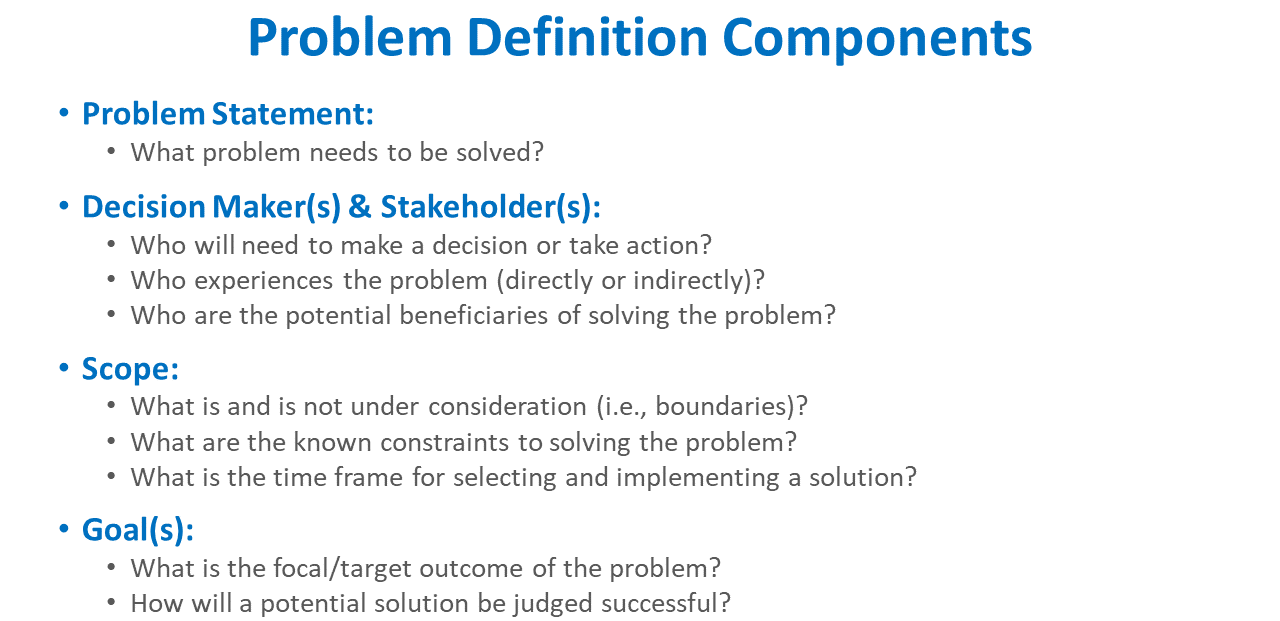 Problem Definition Components
• Problem Statement:
• What problem needs to be solved?
• Decision Maker(s) & Stakeholder(s):
• Who will need to make a decision or take action?
• Who experiences the problem (directly or indirectly)?
• Who are the potential beneficiaries of solving the problem?
• Scope:
• What is and is not under consideration (i.e., boundaries)?
• What are the known constraints to solving the problem?
• What is the time frame for selecting and implementing a solution?
• Goal(s):
• What is the focal/target outcome of the problem?
• How will a potential solution be judged successful?